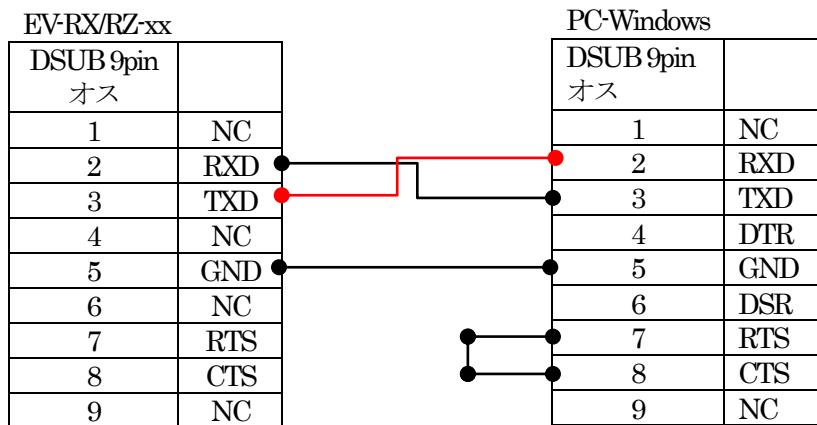 EV-RX/RZ-xx
DSUB 9pin
オス
1 NC
2 RXD
3 TXD
4 NC
5 GND
6 NC
7 RTS
8 CTS
9 NC
PC-Windows
DSUB 9pin
オス
1 NC
2 RXD
3 TXD
4 DTR
5 GND
6 DSR
7 RTS
8 CTS
9 NC